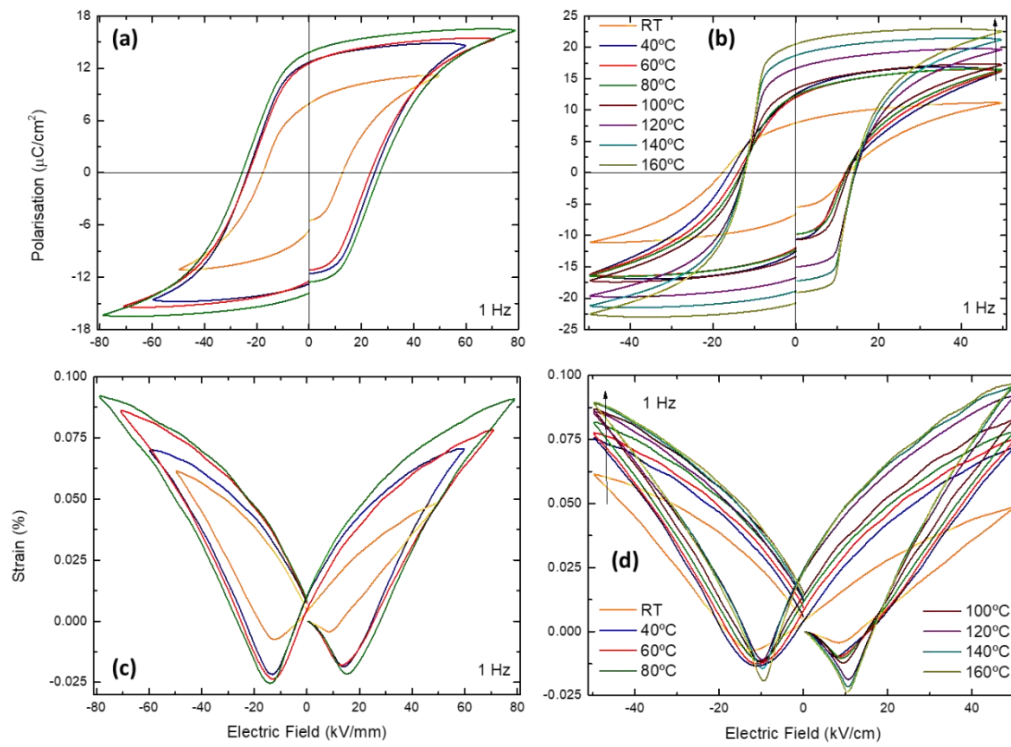 (a)
Polarisation (μC/cm²)
18
12
6
0
-6
-12
-18
-80 -60 -40 -20 0 20 40 60 80
1 Hz
(b)
RT
40ºC
60ºC
80ºC
100ºC
120ºC
140ºC
160ºC
25
20
15
10
5
0
-5
-10
-15
-20
-25
-40 -20 0 20 40
1 Hz
(c)
Strain (%)
0.100
0.075
0.050
0.025
0.000
-0.025
-80 -60 -40 -20 0 20 40 60 80
1 Hz
Electric Field (kV/mm)
(d)
1 Hz
0.100
0.075
0.050
0.025
0.000
-0.025
RT
40ºC
60ºC
80ºC
100ºC
120ºC
140ºC
160ºC
-40 -20 0 20 40
Electric Field (kV/cm)